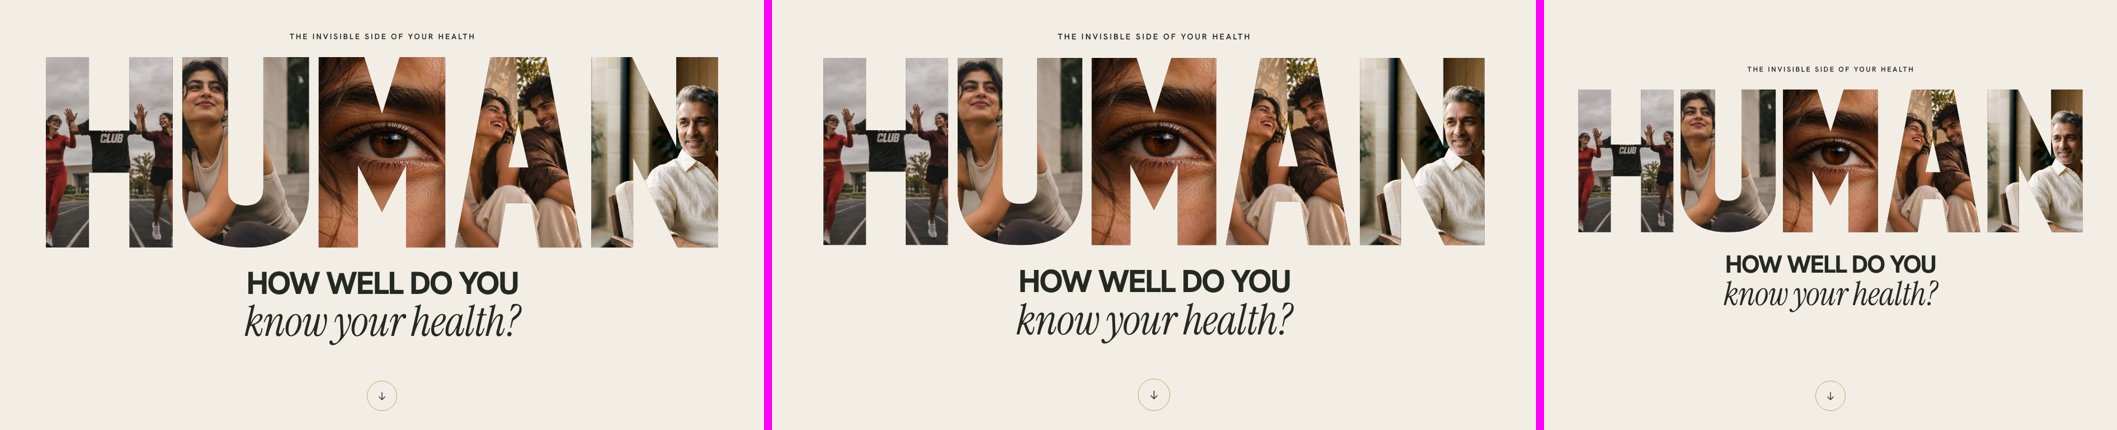 THE INVISIBLE SIDE OF YOUR HEALTH
HUMAN
CLUB
HOW WELL DO YOU
know your health?
THE INVISIBLE SIDE OF YOUR HEALTH
HUMAN
CLUB
HOW WELL DO YOU
know your health?
THE INVISIBLE SIDE OF YOUR HEALTH
HUMAN
CLUB
HOW WELL DO YOU
know your health?